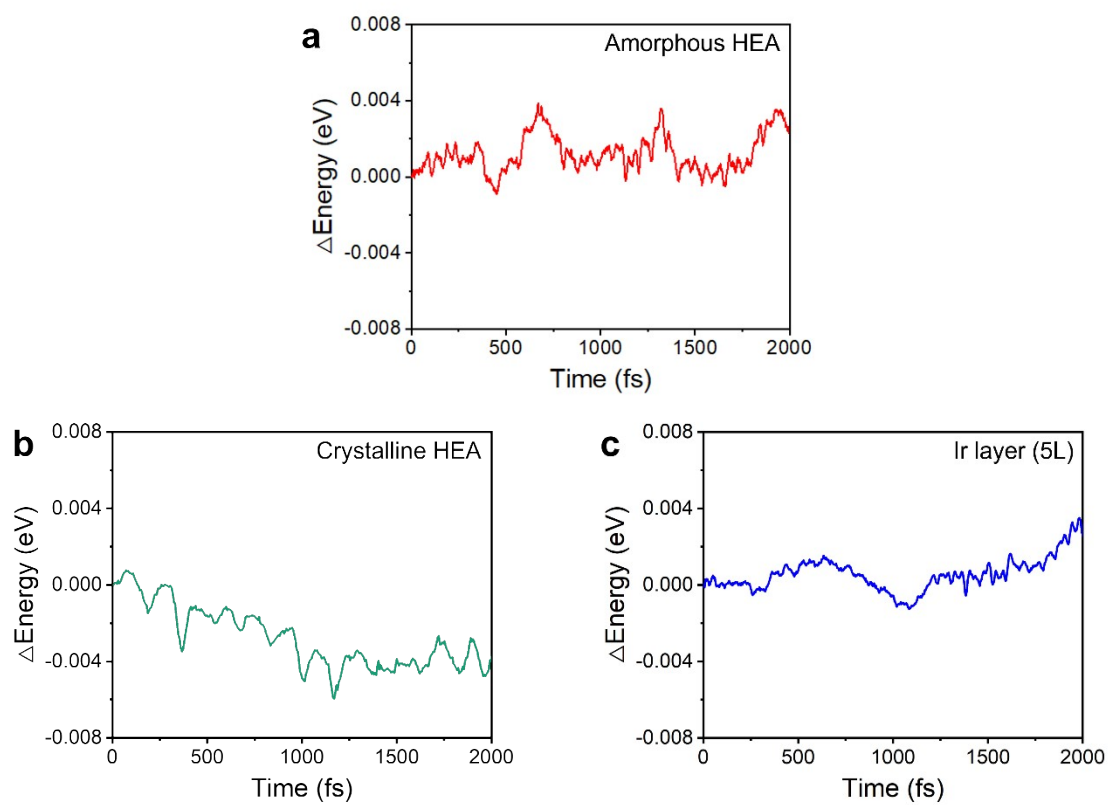 a
Amorphous HEA
0.008
0.004
0.000
-0.004
-0.008
△Energy (eV)
0 500 1000 1500 2000
Time (fs)
b
Crystalline HEA
0.008
0.004
0.000
-0.004
-0.008
△Energy (eV)
0 500 1000 1500 2000
Time (fs)
c
Ir layer (5L)
0.008
0.004
0.000
-0.004
-0.008
△Energy (eV)
0 500 1000 1500 2000
Time (fs)